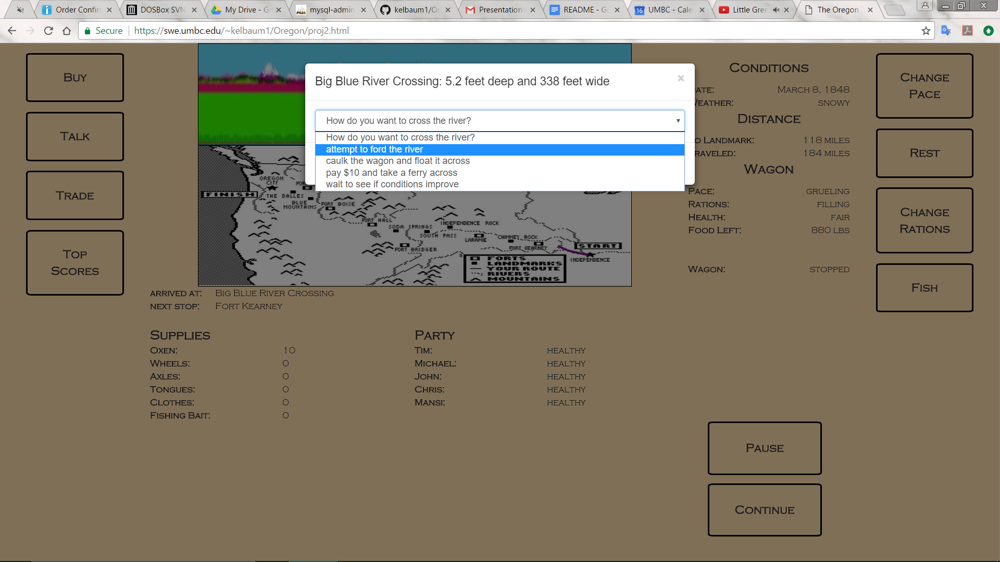 Order Confir
DOSBox SVN
My Drive - G
mysql-admin
kelbaum1/O
Presentation
README - Go
UMBC - Cale
Little Gree
The Oregon
Secure
https://swe.umbc.edu/~kelbaum1/Oregon/proj2.html
Buy
Talk
Trade
Top
Scores
Big Blue River Crossing: 5.2 feet deep and 338 feet wide
×
How do you want to cross the river?
How do you want to cross the river?
attempt to ford the river
caulk the wagon and float it across
pay $10 and take a ferry across
wait to see if conditions improve
OREGON
CITY
FINISH
THE DALLES
BLUE
MOUNTAINS
FORT BOISE
FORT HALL
SODA SPRINGS
INDEPENDENCE ROCK
SOUTH PASS
LARAMIE
CHIMNEY ROCK
FORT KEARNEY
FORT BRIDGER
START
INDEPENDENCE
FORTS
LANDMARKS
YOUR ROUTE
RIVERS
MOUNTAINS
arrived at: Big Blue River Crossing
next stop: Fort Kearney
Conditions
ate: March 8, 1848
eather: snowy
Distance
o Landmark: 118 miles
raveled: 184 miles
Wagon
Pace: grueling
Rations: filling
Health: fair
Food Left: 880 lbs
Wagon: stopped
Change
Pace
Rest
Change
Rations
Fish
Supplies
Oxen: 10
Wheels: 0
Axles: 0
Tongues: 0
Clothes: 0
Fishing Bait: 0
Party
Tim: healthy
Michael: healthy
John: healthy
Chris: healthy
Mansi: healthy
Pause
Continue